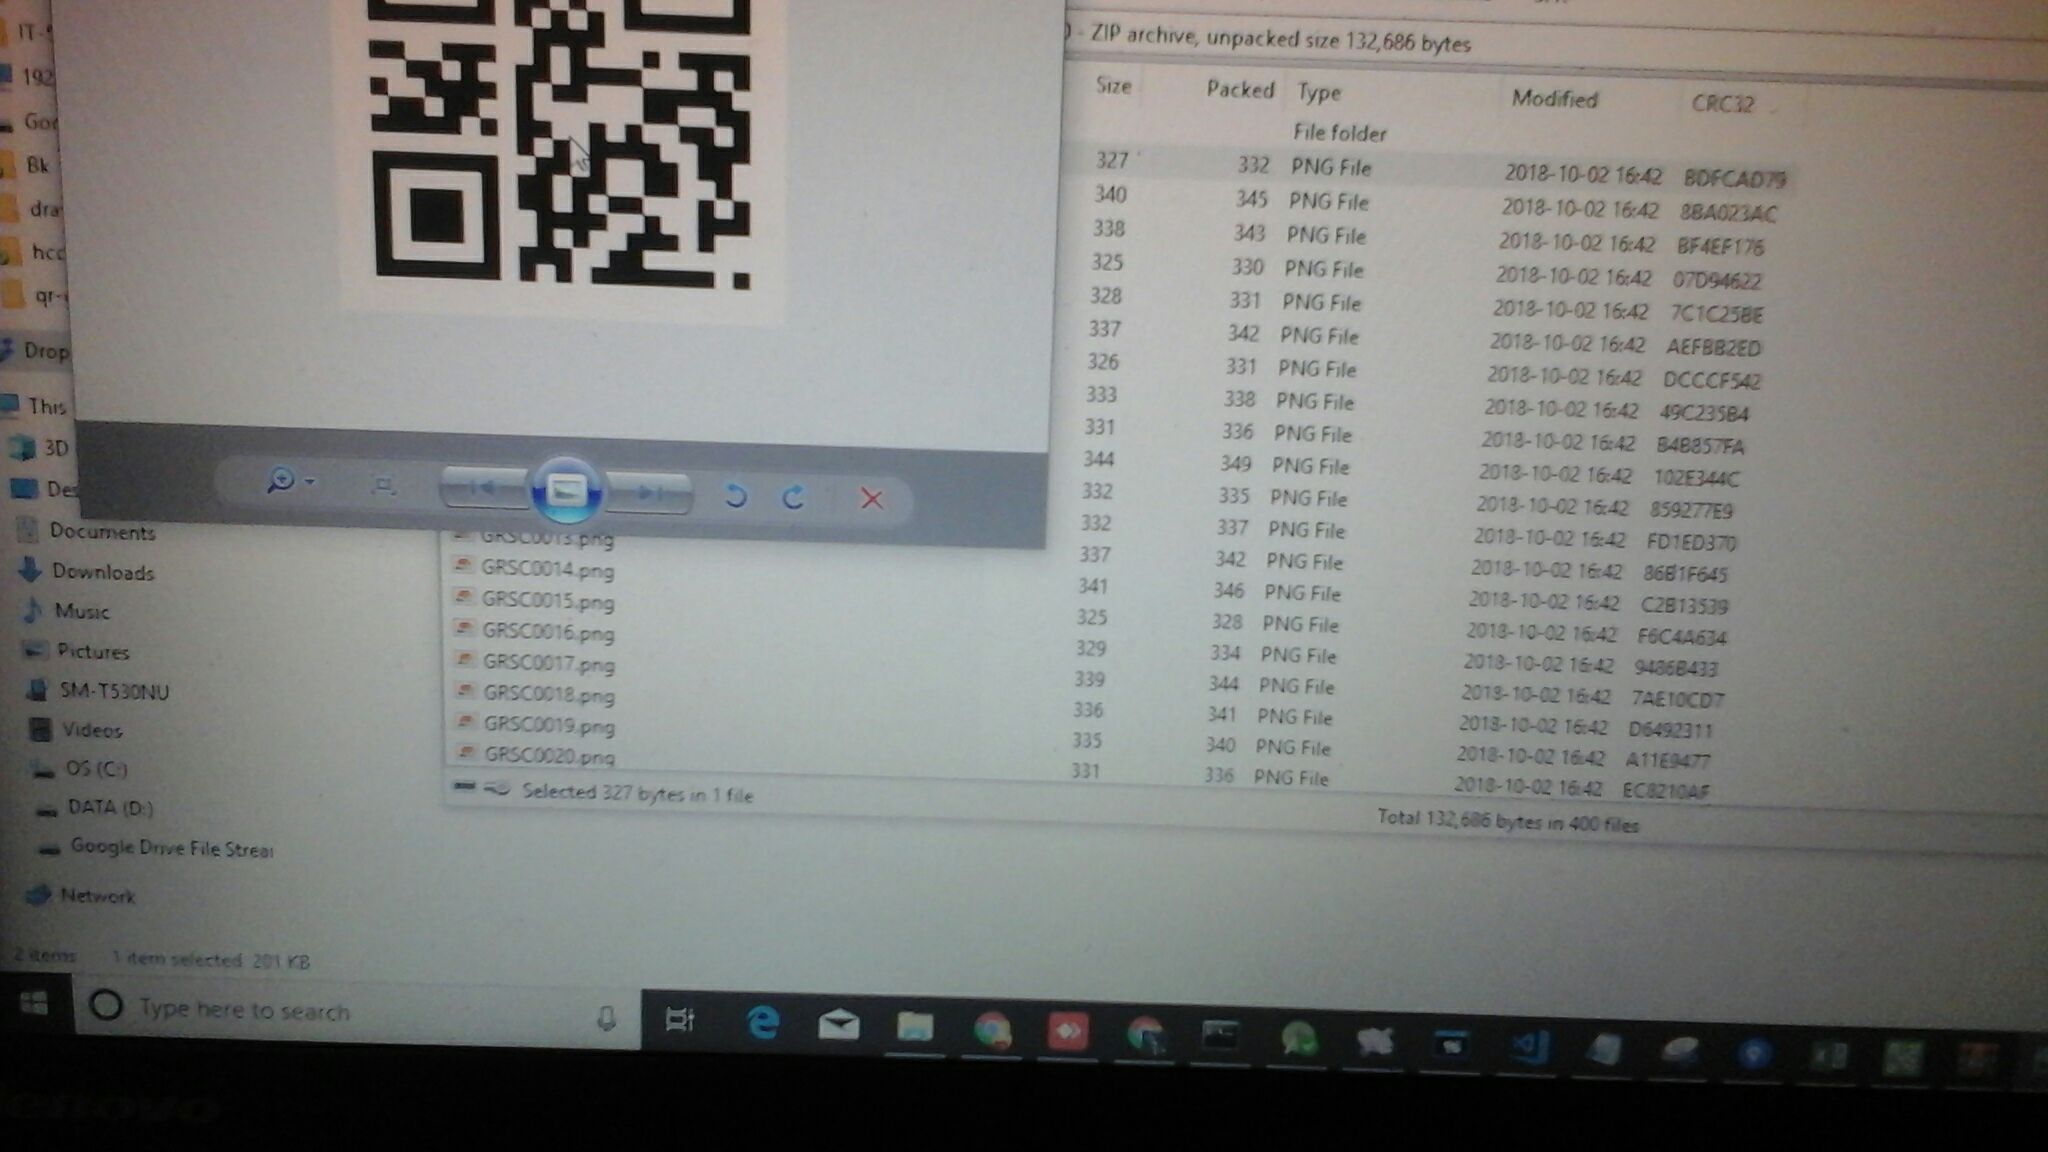 - ZIP archive, unpacked size 132,686 bytes
Size Packed Type Modified CRC32
File folder
327 332 PNG File 2018-10-02 16:42 BDFCAD79
340 345 PNG File 2018-10-02 16:42 8BA023AC
338 343 PNG File 2018-10-02 16:42 BF4EF176
325 330 PNG File 2018-10-02 16:42 07D94622
328 331 PNG File 2018-10-02 16:42 7C1C25BE
337 342 PNG File 2018-10-02 16:42 AEFBB2ED
326 331 PNG File 2018-10-02 16:42 DCCCF542
333 338 PNG File 2018-10-02 16:42 49C235B4
331 336 PNG File 2018-10-02 16:42 B4B857FA
344 349 PNG File 2018-10-02 16:42 102E344C
332 335 PNG File 2018-10-02 16:42 859277E9
332 337 PNG File 2018-10-02 16:42 FD1ED370
GRSC0013.png 337 342 PNG File 2018-10-02 16:42 86B1F645
GRSC0014.png 341 346 PNG File 2018-10-02 16:42 C2B13539
GRSC0015.png 325 328 PNG File 2018-10-02 16:42 F6C4A634
GRSC0016.png 329 334 PNG File 2018-10-02 16:42 9486B433
GRSC0017.png 339 344 PNG File 2018-10-02 16:42 7AE10CD7
GRSC0018.png 336 341 PNG File 2018-10-02 16:42 D6492311
GRSC0019.png 335 340 PNG File 2018-10-02 16:42 A11E9477
GRSC0020.png 331 336 PNG File 2018-10-02 16:42 EC8210AF
Selected 327 bytes in 1 file
Total 132,686 bytes in 400 files
192
Bk
Drop
This
3D
Des
Documents
Downloads
Music
Pictures
SM-T530NU
Videos
OS (C:)
DATA (D:)
Google Drive File Strea
Network
2 items 1 item selected 201 KB
Type here to search
lenovo